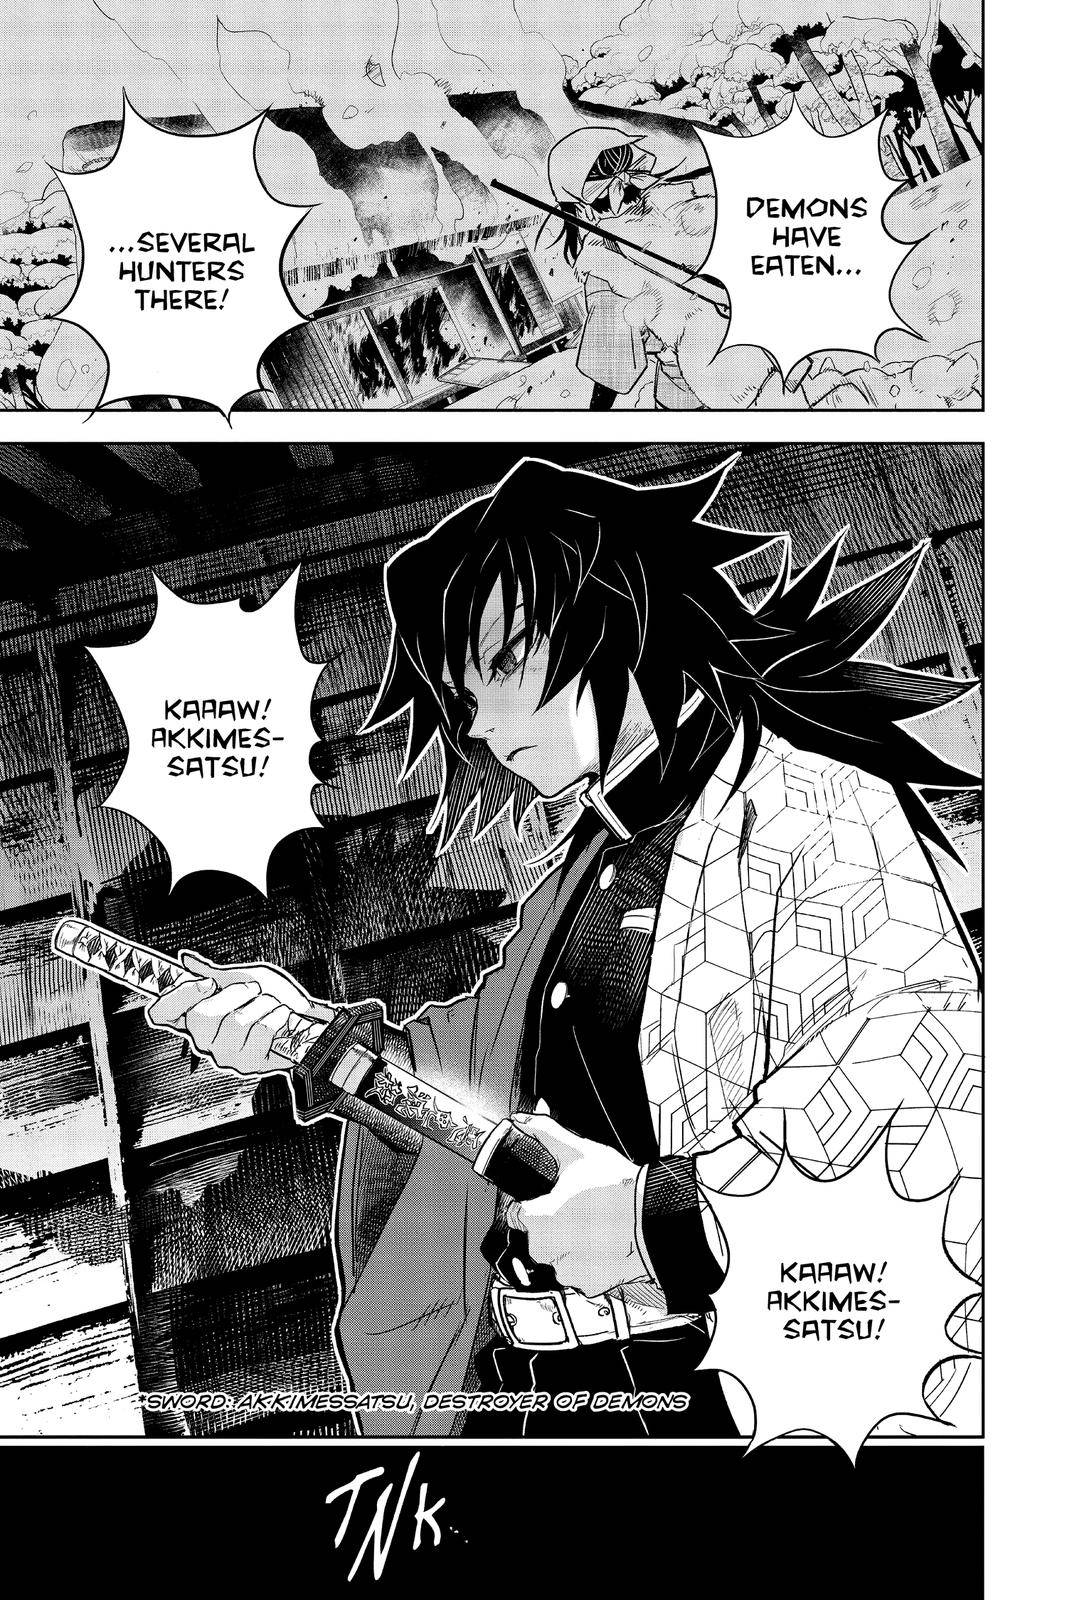 DEMONS
HAVE
EATEN...
...SEVERAL
HUNTERS
THERE!
KAAAW!
AKKIMES-
SATSU!
KAAAW!
AKKIMES-
SATSU!
*SWORD: AKKIMESSATSU, DESTROYER OF DEMONS
TNK...